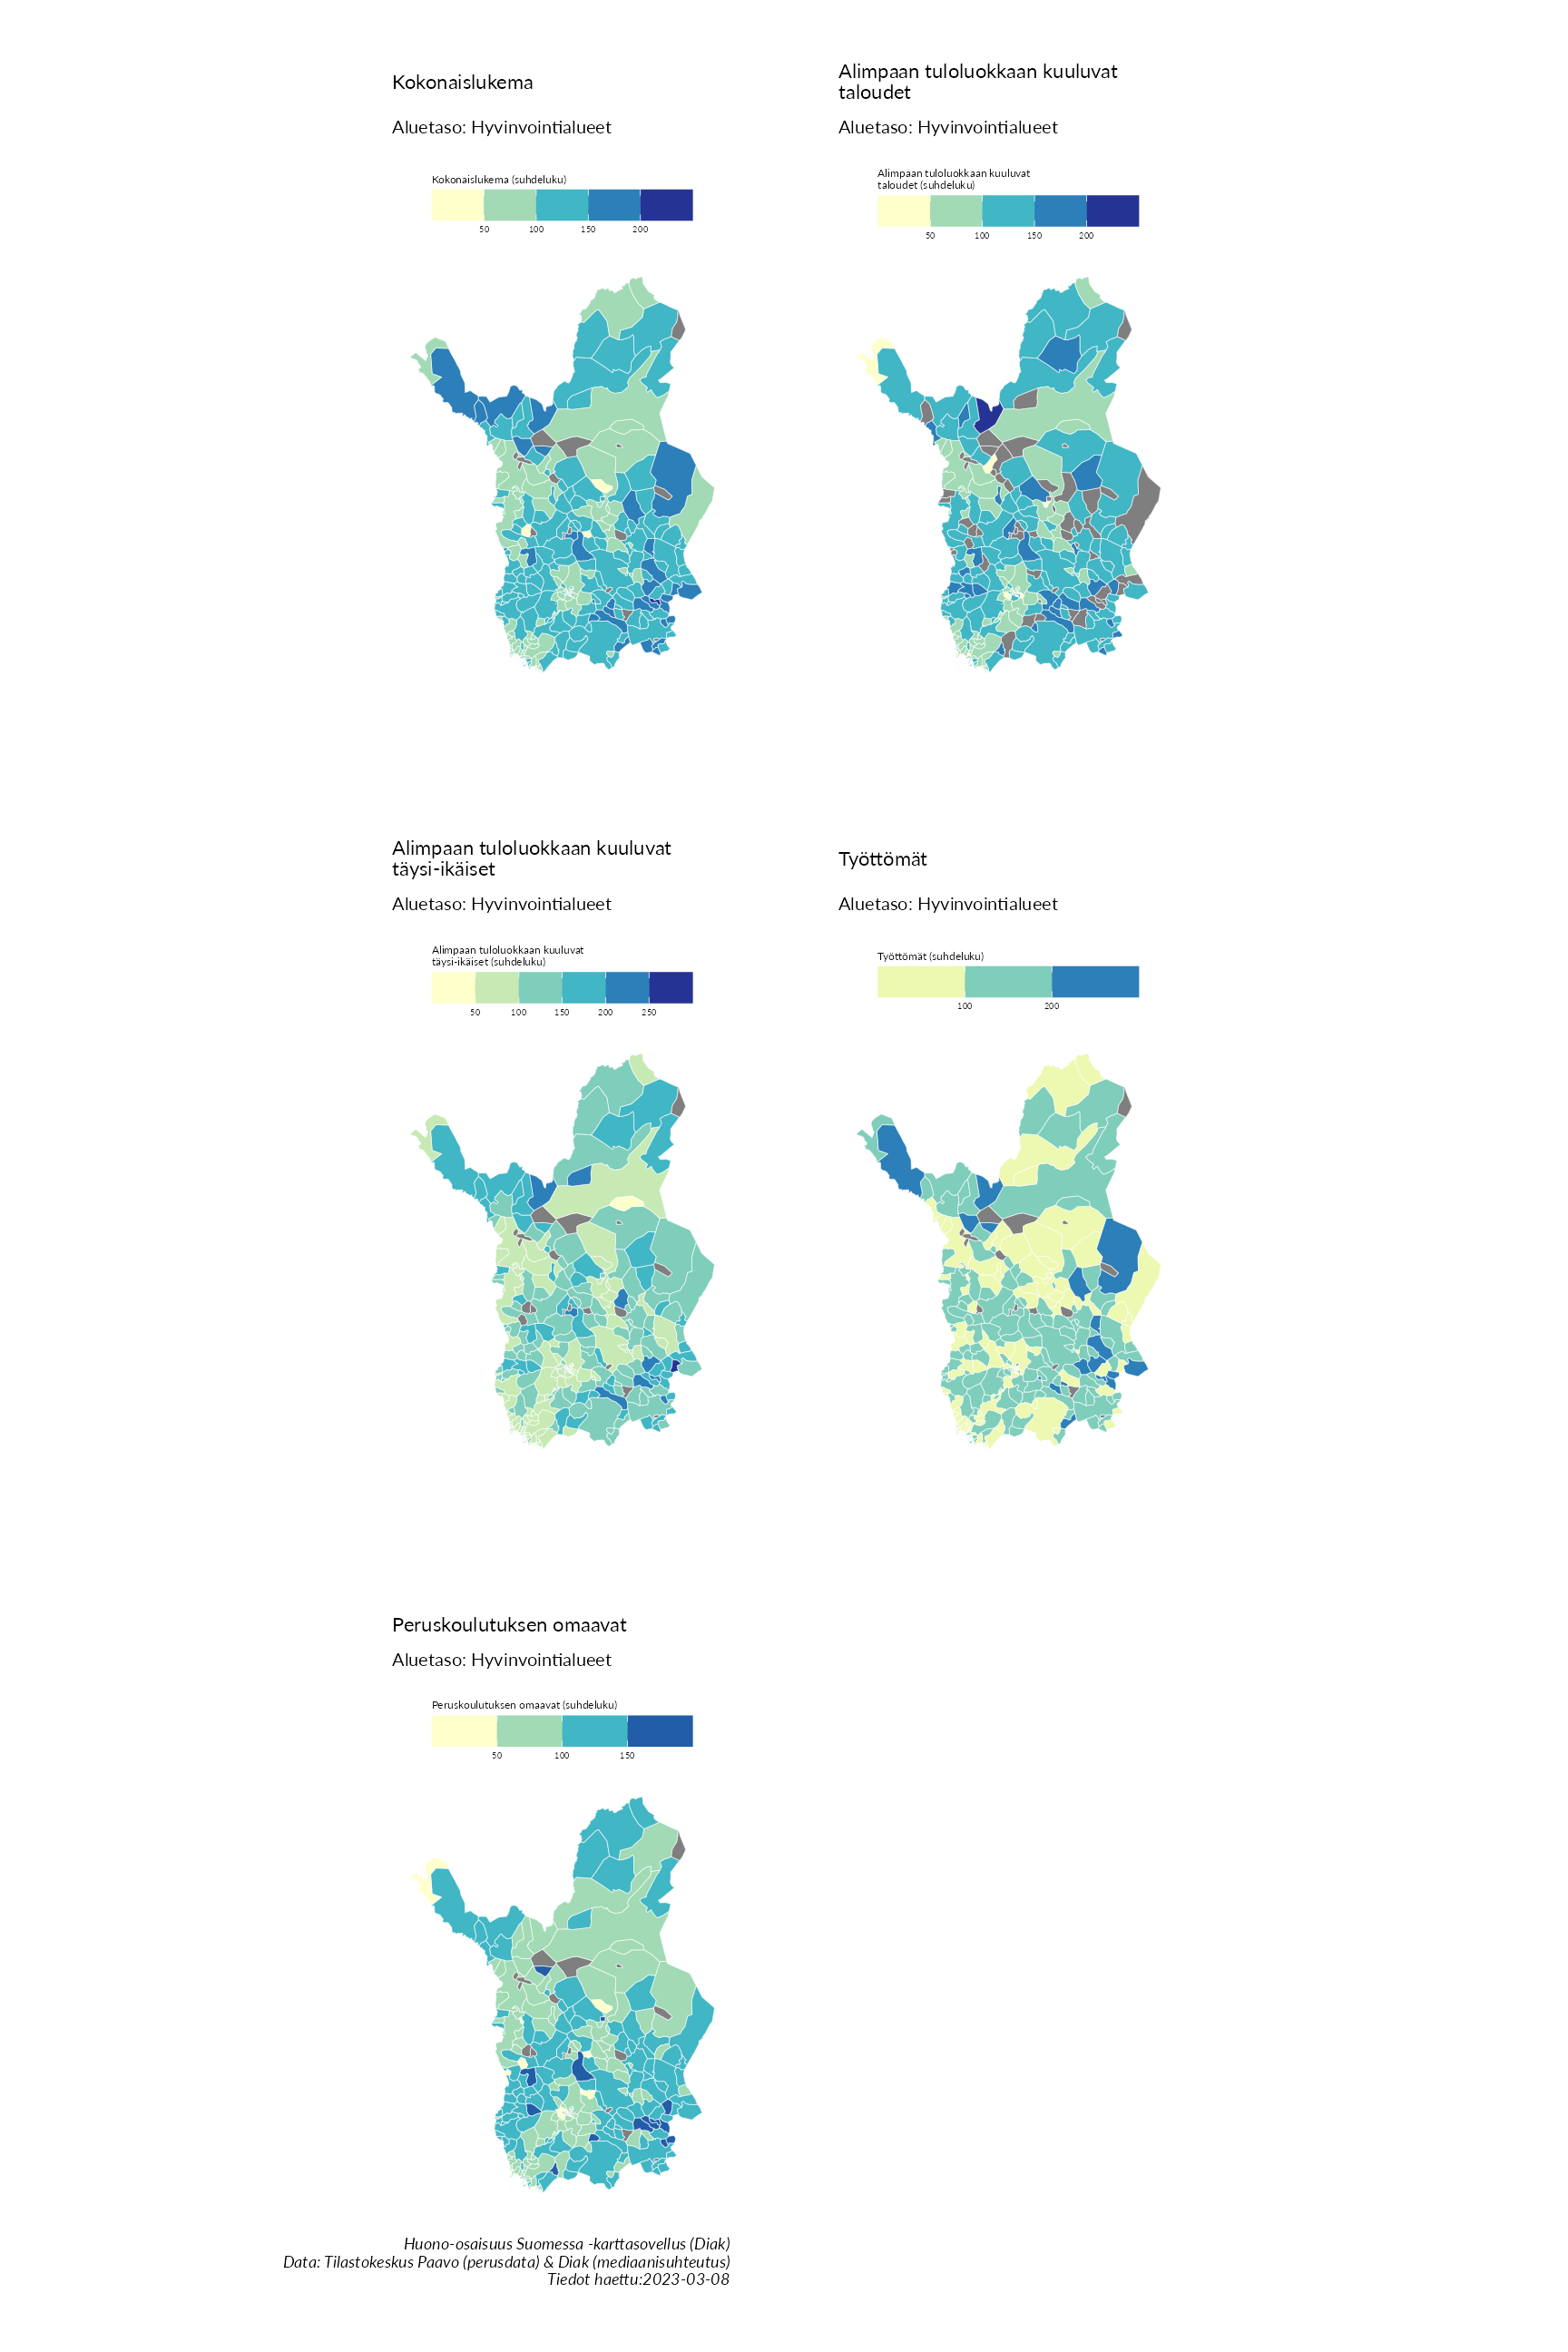 Kokonaislukema
Aluetaso: Hyvinvointialueet
Kokonaislukema (suhdeluku)
50 100 150 200
Alimpaan tuloluokkaan kuuluvat
taloudet
Aluetaso: Hyvinvointialueet
Alimpaan tuloluokkaan kuuluvat
taloudet (suhdeluku)
50 100 150 200
Alimpaan tuloluokkaan kuuluvat
täysi-ikäiset
Aluetaso: Hyvinvointialueet
Alimpaan tuloluokkaan kuuluvat
täysi-ikäiset (suhdeluku)
50 100 150 200 250
Työttömät
Aluetaso: Hyvinvointialueet
Työttömät (suhdeluku)
100 200
Peruskoulutuksen omaavat
Aluetaso: Hyvinvointialueet
Peruskoulutuksen omaavat (suhdeluku)
50 100 150
Huono-osaisuus Suomessa -karttasovellus (Diak)
Data: Tilastokeskus Paavo (perusdata) & Diak (mediaanisuhteutus)
Tiedot haettu:2023-03-08